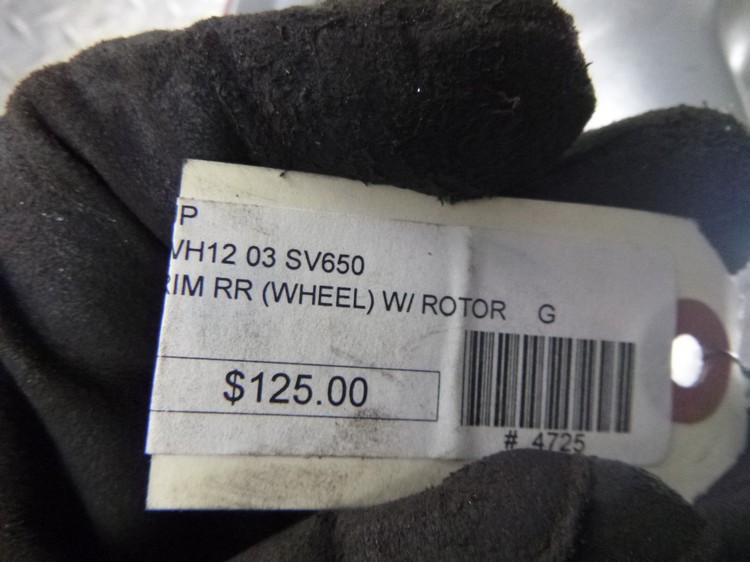 P
VH12 03 SV650
RIM RR (WHEEL) W/ ROTOR G
$125.00
# 4725